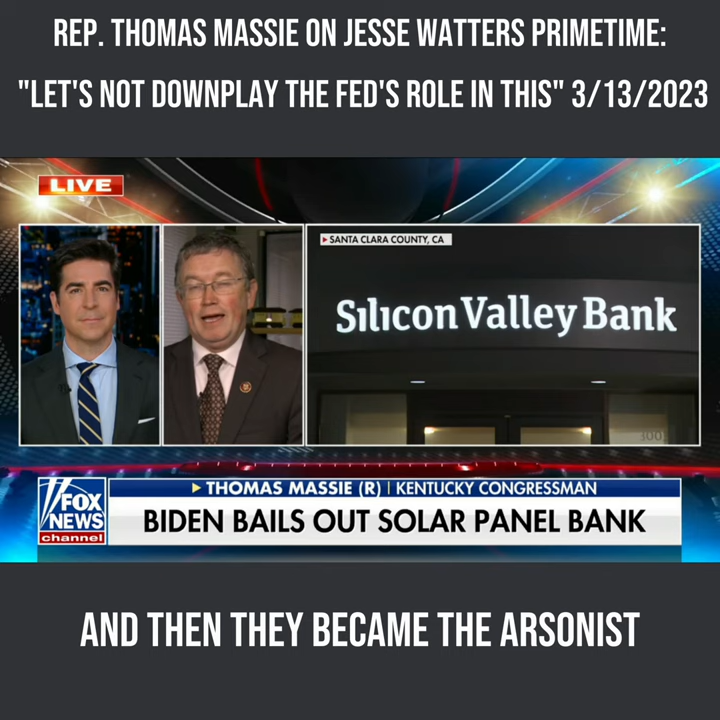 REP. THOMAS MASSIE ON JESSE WATTERS PRIMETIME:
"LET'S NOT DOWNPLAY THE FED'S ROLE IN THIS" 3/13/2023
LIVE
SANTA CLARA COUNTY, CA
Silicon Valley Bank
THOMAS MASSIE (R) | KENTUCKY CONGRESSMAN
FOX
NEWS
channel
BIDEN BAILS OUT SOLAR PANEL BANK
AND THEN THEY BECAME THE ARSONIST